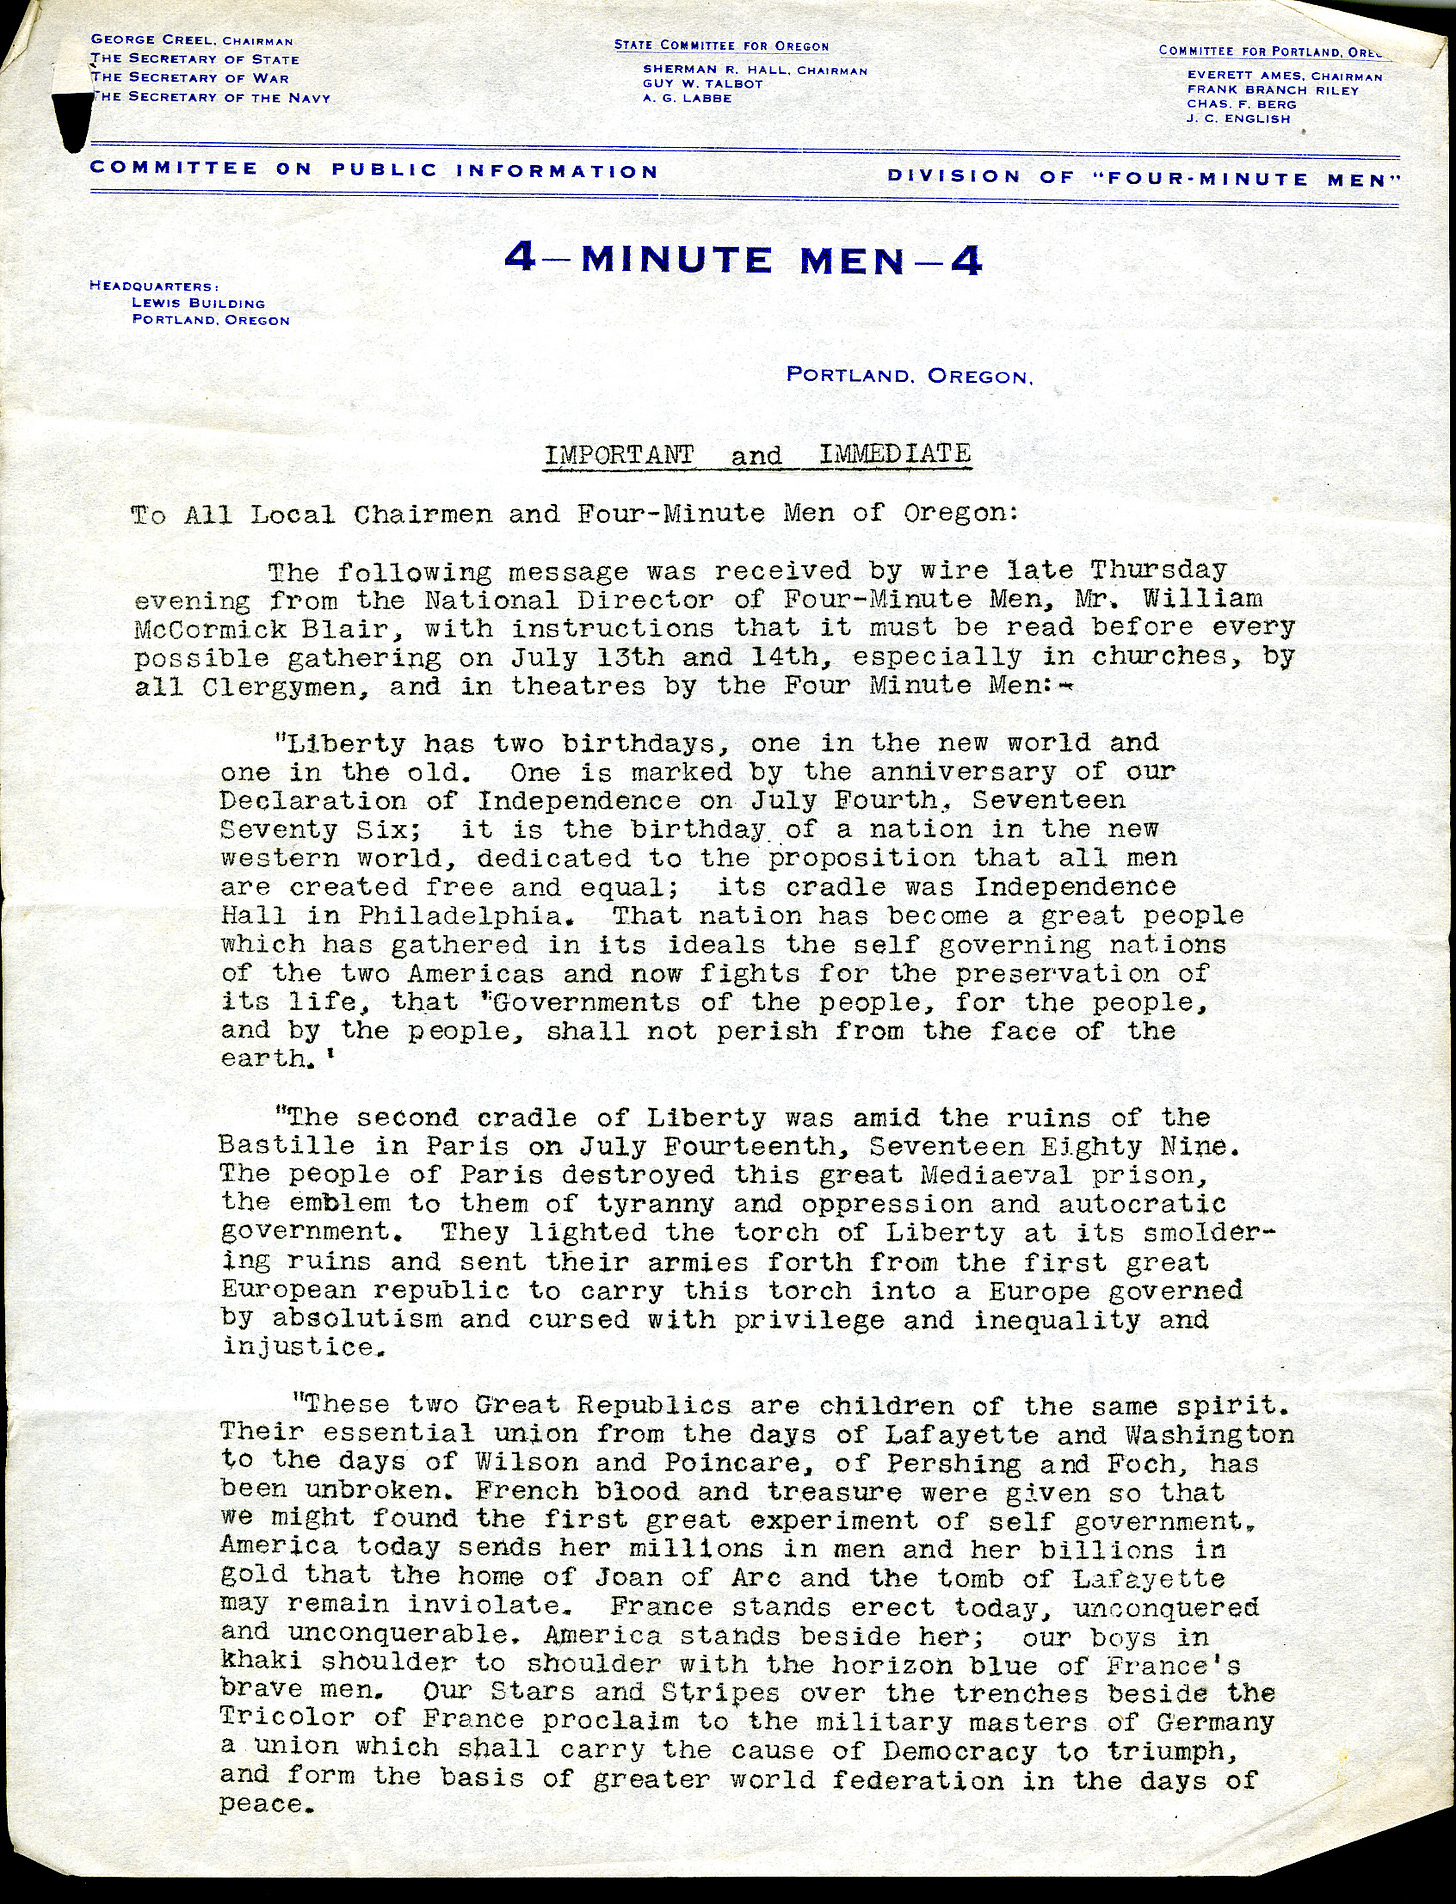 GEORGE CREEL, CHAIRMAN
THE SECRETARY OF STATE
THE SECRETARY OF WAR
THE SECRETARY OF THE NAVY
STATE COMMITTEE FOR OREGON
SHERMAN R. HALL, CHAIRMAN
GUY W. TALBOT
A. G. LABBE
COMMITTEE FOR PORTLAND, ORE
EVERETT AMES, CHAIRMAN
FRANK BRANCH RILEY
CHAS. F. BERG
J. C. ENGLISH
COMMITTEE ON PUBLIC INFORMATION
DIVISION OF "FOUR-MINUTE MEN"
4—MINUTE MEN—4
HEADQUARTERS:
LEWIS BUILDING
PORTLAND, OREGON
PORTLAND, OREGON,
IMPORTANT and IMMEDIATE
To All Local Chairmen and Four-Minute Men of Oregon:
The following message was received by wire late Thursday
evening from the National Director of Four-Minute Men, Mr. William
McCormick Blair, with instructions that it must be read before every
possible gathering on July 13th and 14th, especially in churches, by
all Clergymen, and in theatres by the Four Minute Men:-
"Liberty has two birthdays, one in the new world and
one in the old. One is marked by the anniversary of our
Declaration of Independence on July Fourth, Seventeen
Seventy Six; it is the birthday of a nation in the new
western world, dedicated to the proposition that all men
are created free and equal; its cradle was Independence
Hall in Philadelphia. That nation has become a great people
which has gathered in its ideals the self governing nations
of the two Americas and now fights for the preservation of
its life, that "Governments of the people, for the people,
and by the people, shall not perish from the face of the
earth.'
"The second cradle of Liberty was amid the ruins of the
Bastille in Paris on July Fourteenth, Seventeen Eighty Nine.
The people of Paris destroyed this great Mediaeval prison,
the emblem to them of tyranny and oppression and autocratic
government. They lighted the torch of Liberty at its smolder-
ing ruins and sent their armies forth from the first great
European republic to carry this torch into a Europe governed
by absolutism and cursed with privilege and inequality and
injustice.
"These two Great Republics are children of the same spirit.
Their essential union from the days of Lafayette and Washington
to the days of Wilson and Poincare, of Pershing and Foch, has
been unbroken. French blood and treasure were given so that
we might found the first great experiment of self government.
America today sends her millions in men and her billions in
gold that the home of Joan of Arc and the tomb of Lafayette
may remain inviolate. France stands erect today, unconquered
and unconquerable. America stands beside her; our boys in
khaki shoulder to shoulder with the horizon blue of France's
brave men. Our Stars and Stripes over the trenches beside the
Tricolor of France proclaim to the military masters of Germany
a union which shall carry the cause of Democracy to triumph,
and form the basis of greater world federation in the days of
peace.